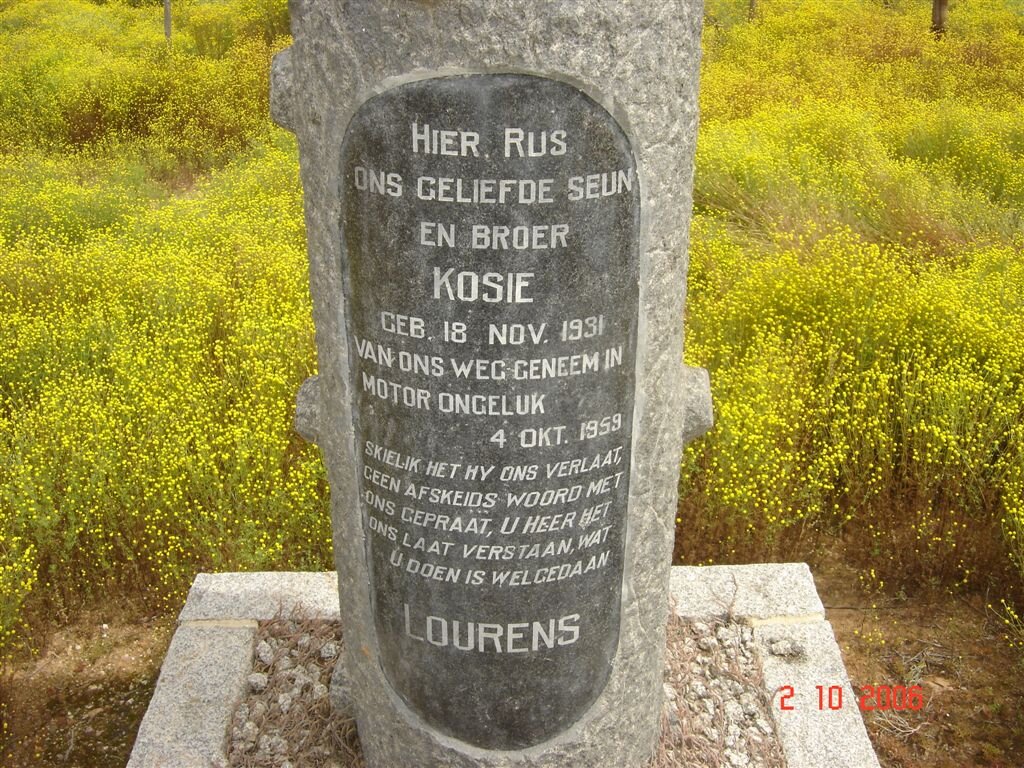 HIER RUS
ONS GELIEFDE SEUN
EN BROER
KOSIE
GEB. 18 NOV. 1931
VAN ONS WEG GENEEM IN
MOTOR ONGELUK
4 OKT. 1959
SKIELIK HET HY ONS VERLAAT,
GEEN AFSKEIDS WOORD MET
ONS GEPRAAT, U HEER HET
ONS LAAT VERSTAAN, WAT
U DOEN IS WELGEDAAN
LOURENS
2 10 2006